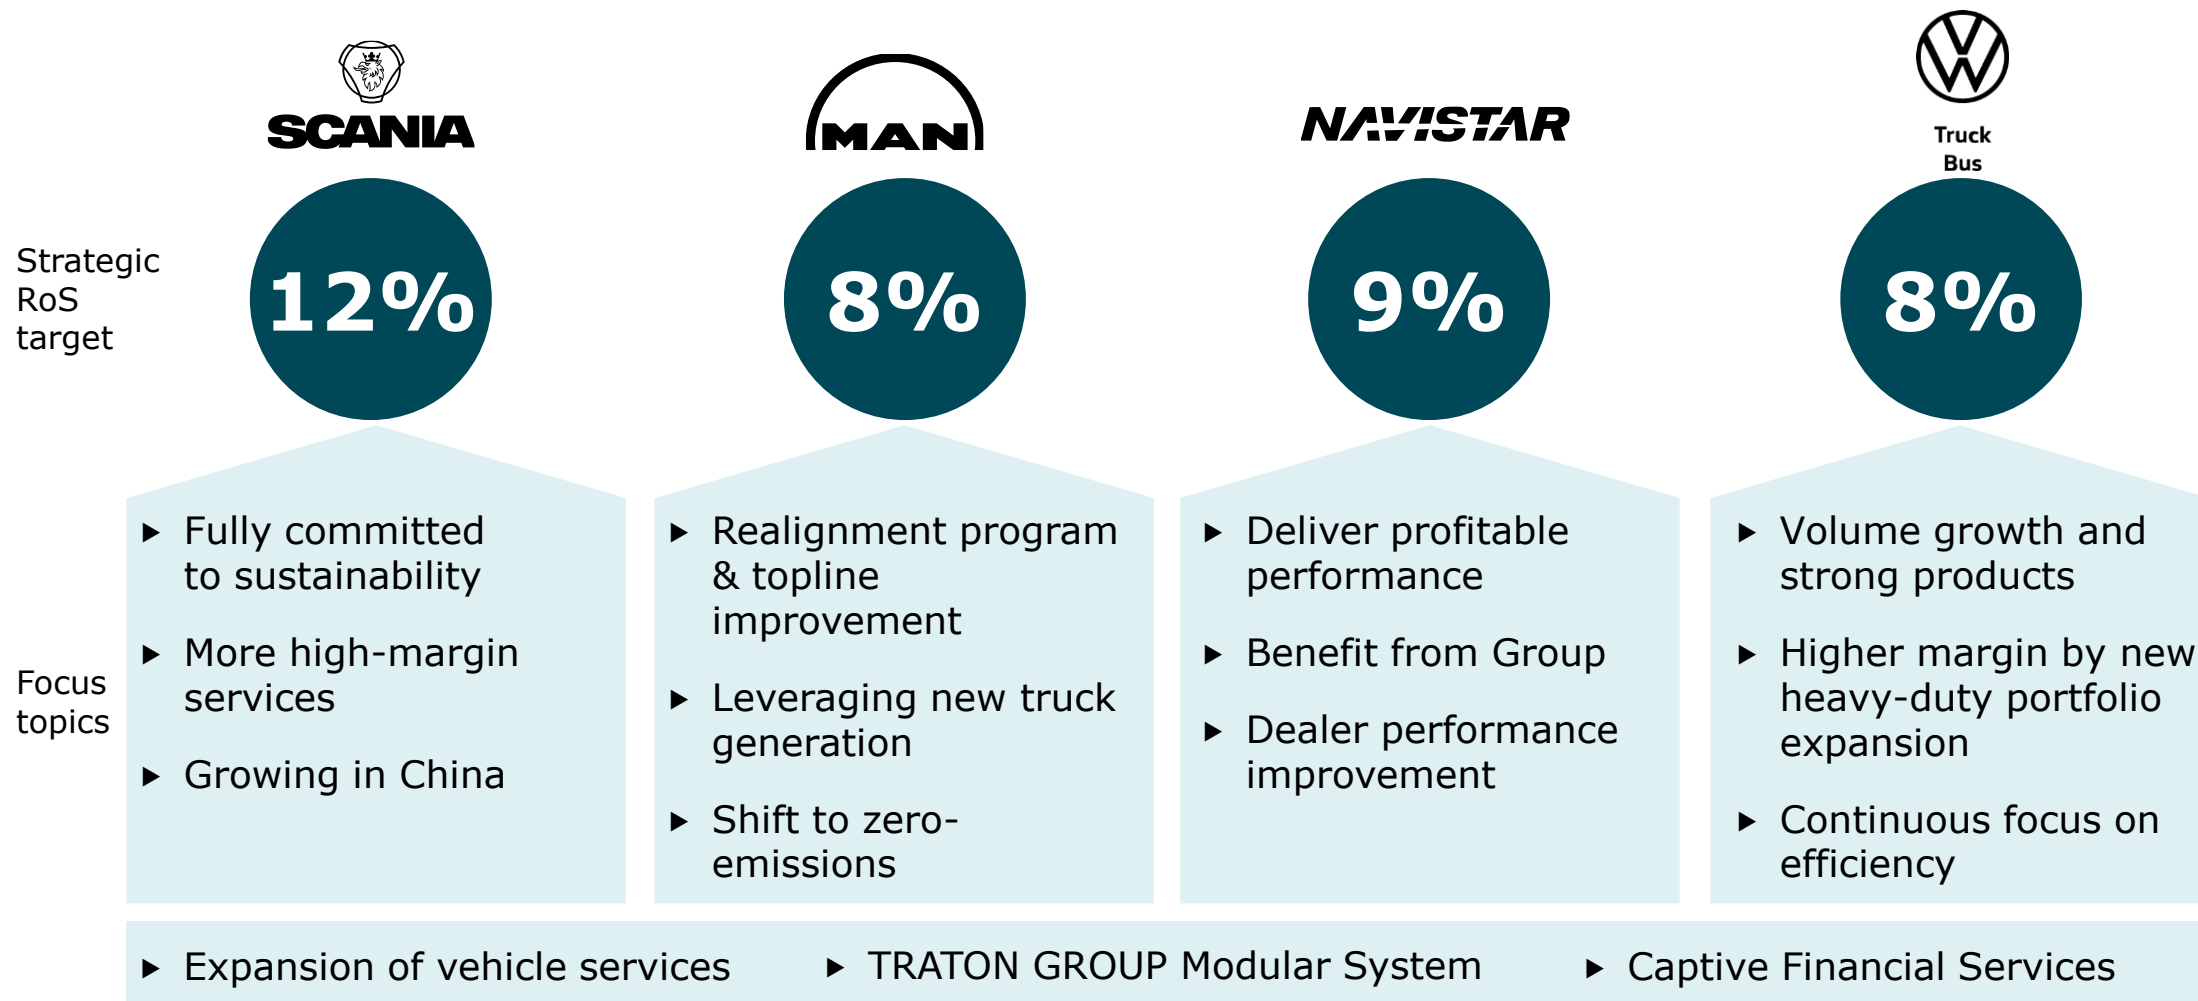 SCANIA
MAN
NAVISTAR
Truck
Bus
Strategic
RoS
target
12%
8%
9%
8%
Focus
topics
▶ Fully committed
to sustainability
▶ More high-margin
services
▶ Growing in China
▶ Realignment program
& topline
improvement
▶ Leveraging new truck
generation
▶ Shift to zero-
emissions
▶ Deliver profitable
performance
▶ Benefit from Group
▶ Dealer performance
improvement
▶ Volume growth and
strong products
▶ Higher margin by new
heavy-duty portfolio
expansion
▶ Continuous focus on
efficiency
▶ Expansion of vehicle services
▶ TRATON GROUP Modular System
▶ Captive Financial Services